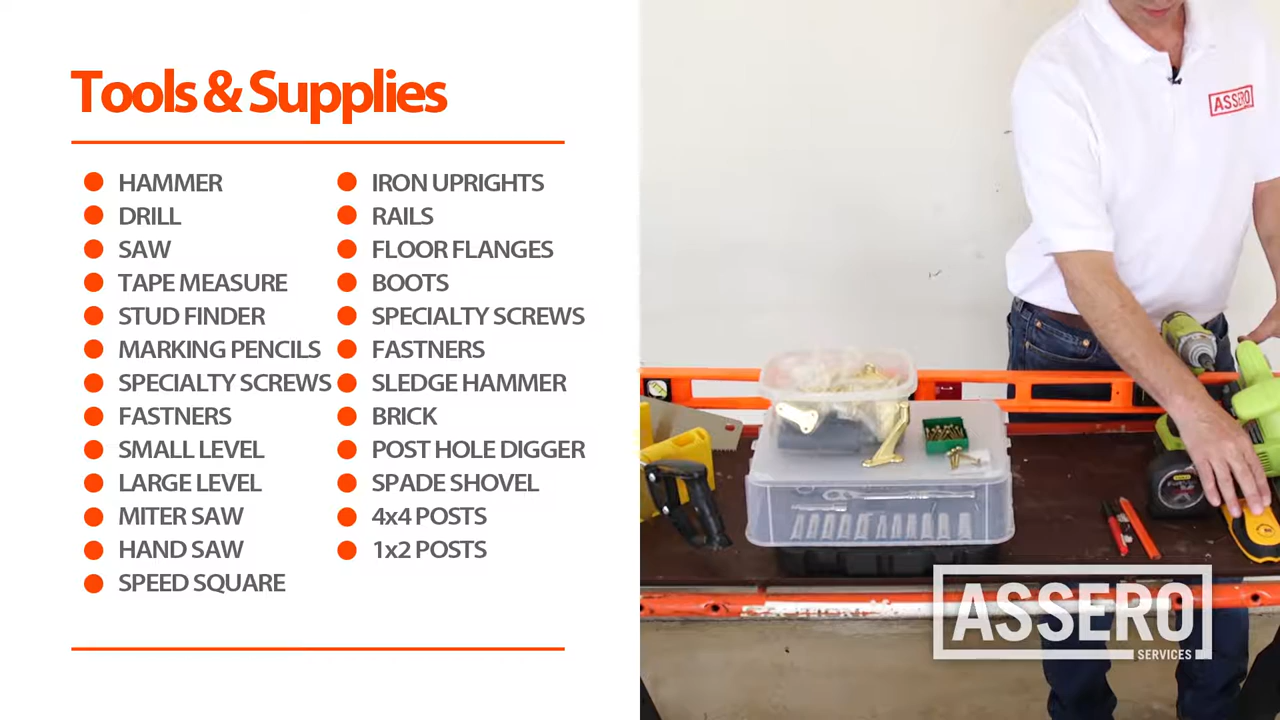 Tools & Supplies
HAMMER
DRILL
SAW
TAPE MEASURE
STUD FINDER
MARKING PENCILS
SPECIALTY SCREWS
FASTNERS
SMALL LEVEL
LARGE LEVEL
MITER SAW
HAND SAW
SPEED SQUARE
IRON UPRIGHTS
RAILS
FLOOR FLANGES
BOOTS
SPECIALTY SCREWS
FASTNERS
SLEDGE HAMMER
BRICK
POST HOLE DIGGER
SPADE SHOVEL
4x4 POSTS
1x2 POSTS
ASSERO
CAUTION
ASSERO
SERVICES